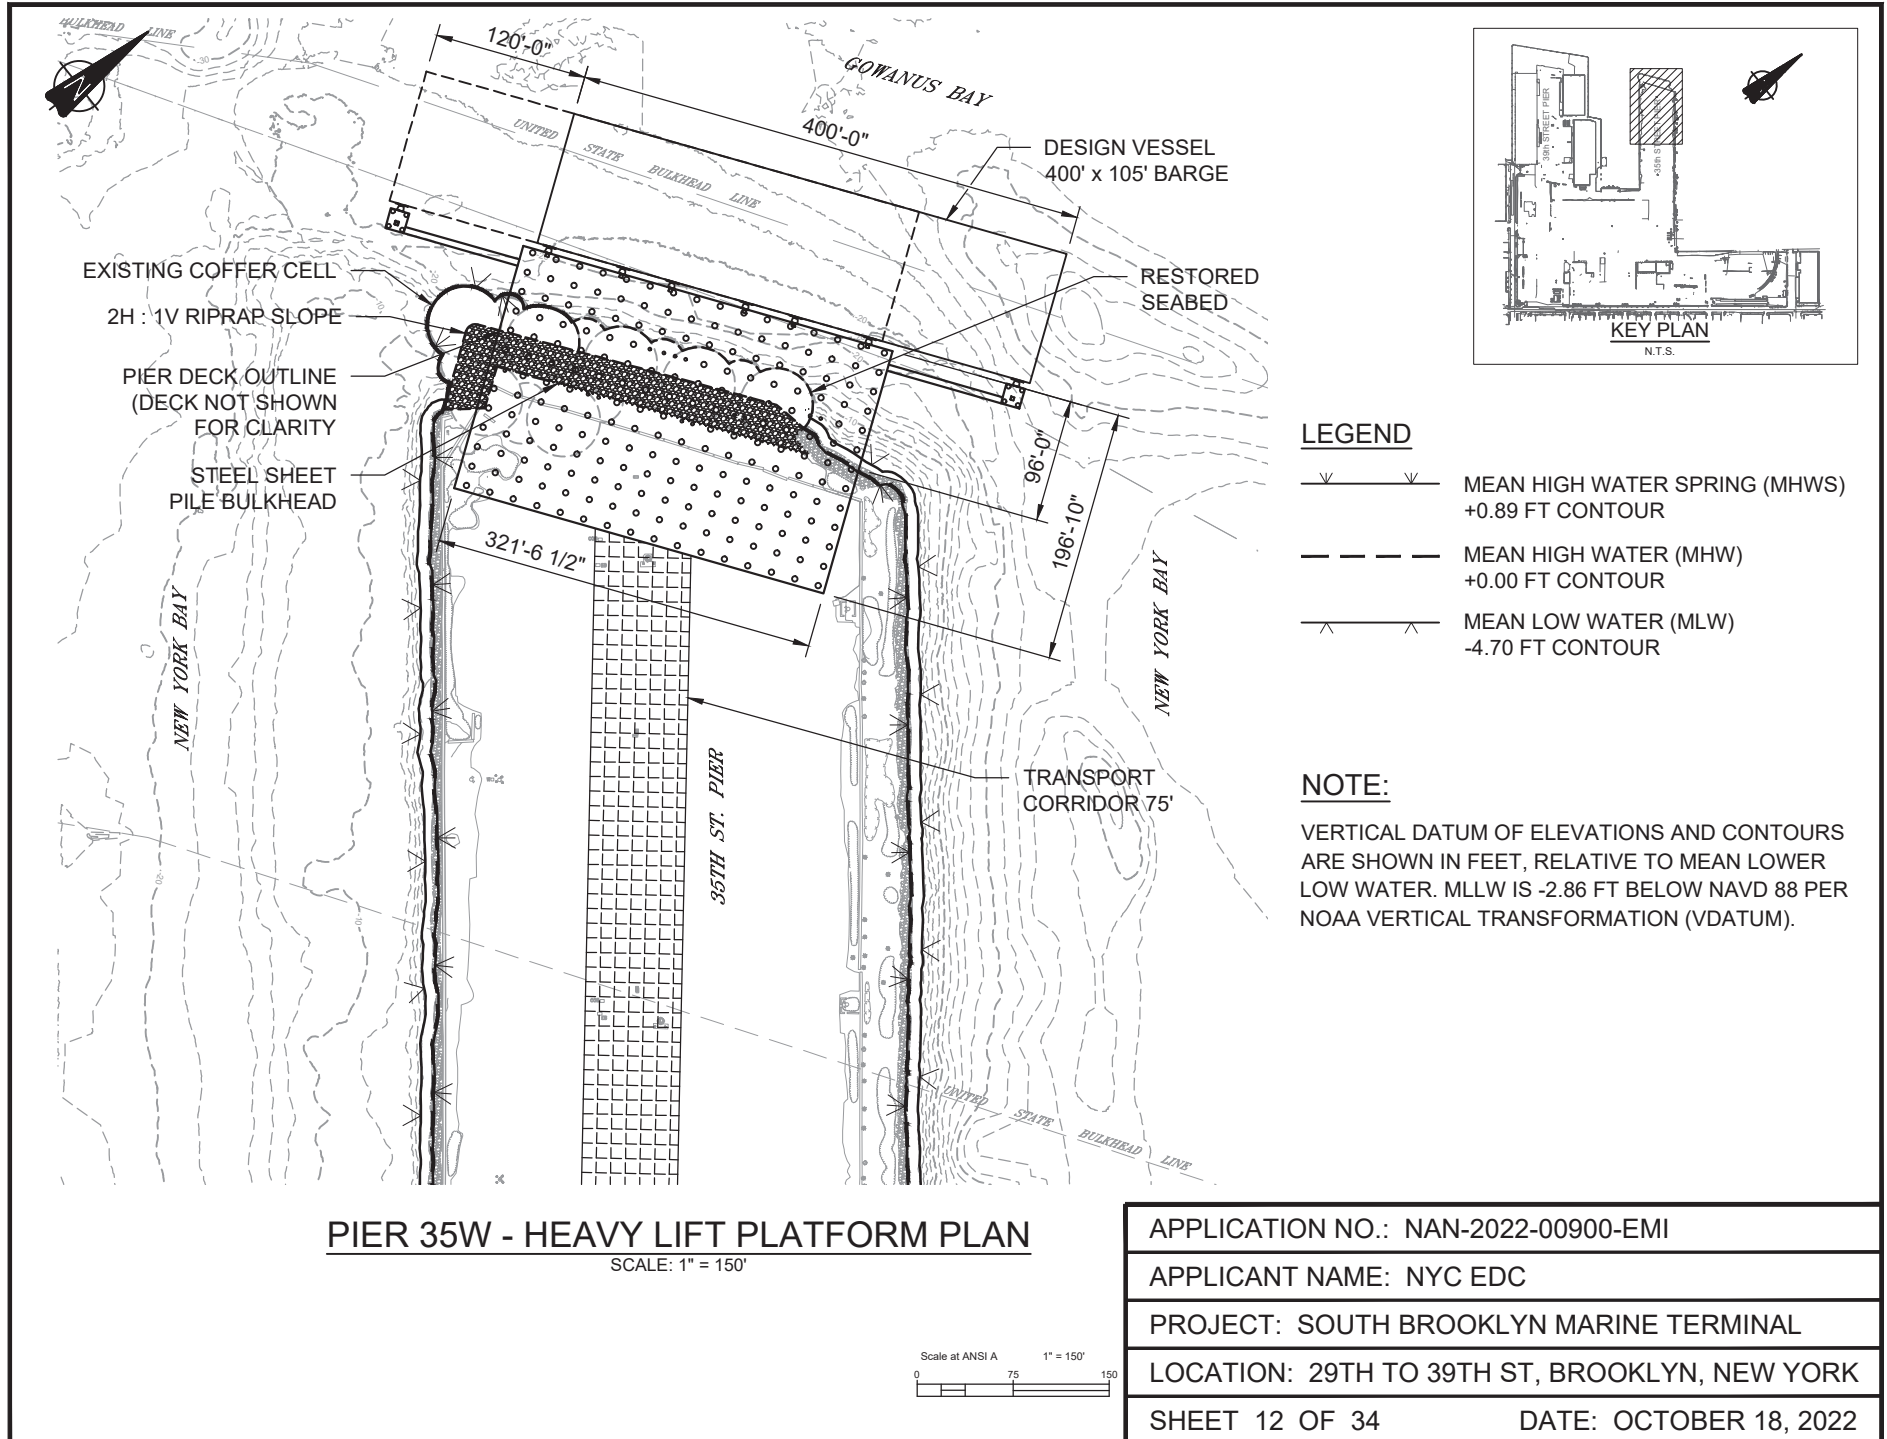 BULKHEAD LINE
120'-0"
GOWANUS BAY
400'-0"
UNITED STATE BULKHEAD LINE
DESIGN VESSEL
400' x 105' BARGE
EXISTING COFFER CELL
2H : 1V RIPRAP SLOPE
PIER DECK OUTLINE
(DECK NOT SHOWN
FOR CLARITY
STEEL SHEET
PILE BULKHEAD
RESTORED
SEABED
96'-0"
196'-10"
321'-6 1/2"
NEW YORK BAY
NEW YORK BAY
35TH ST. PIER
TRANSPORT
CORRIDOR 75'
-30
-20
-10
-20
-10
UNITED STATE BULKHEAD LINE
39th STREET PIER
KEY PLAN
N.T.S.
LEGEND
MEAN HIGH WATER SPRING (MHWS)
+0.89 FT CONTOUR
MEAN HIGH WATER (MHW)
+0.00 FT CONTOUR
MEAN LOW WATER (MLW)
-4.70 FT CONTOUR
NOTE:
VERTICAL DATUM OF ELEVATIONS AND CONTOURS
ARE SHOWN IN FEET, RELATIVE TO MEAN LOWER
LOW WATER. MLLW IS -2.86 FT BELOW NAVD 88 PER
NOAA VERTICAL TRANSFORMATION (VDATUM).
PIER 35W - HEAVY LIFT PLATFORM PLAN
SCALE: 1" = 150'
Scale at ANSI A 1" = 150'
0 75 150
APPLICATION NO.: NAN-2022-00900-EMI
APPLICANT NAME: NYC EDC
PROJECT: SOUTH BROOKLYN MARINE TERMINAL
LOCATION: 29TH TO 39TH ST, BROOKLYN, NEW YORK
SHEET 12 OF 34 DATE: OCTOBER 18, 2022